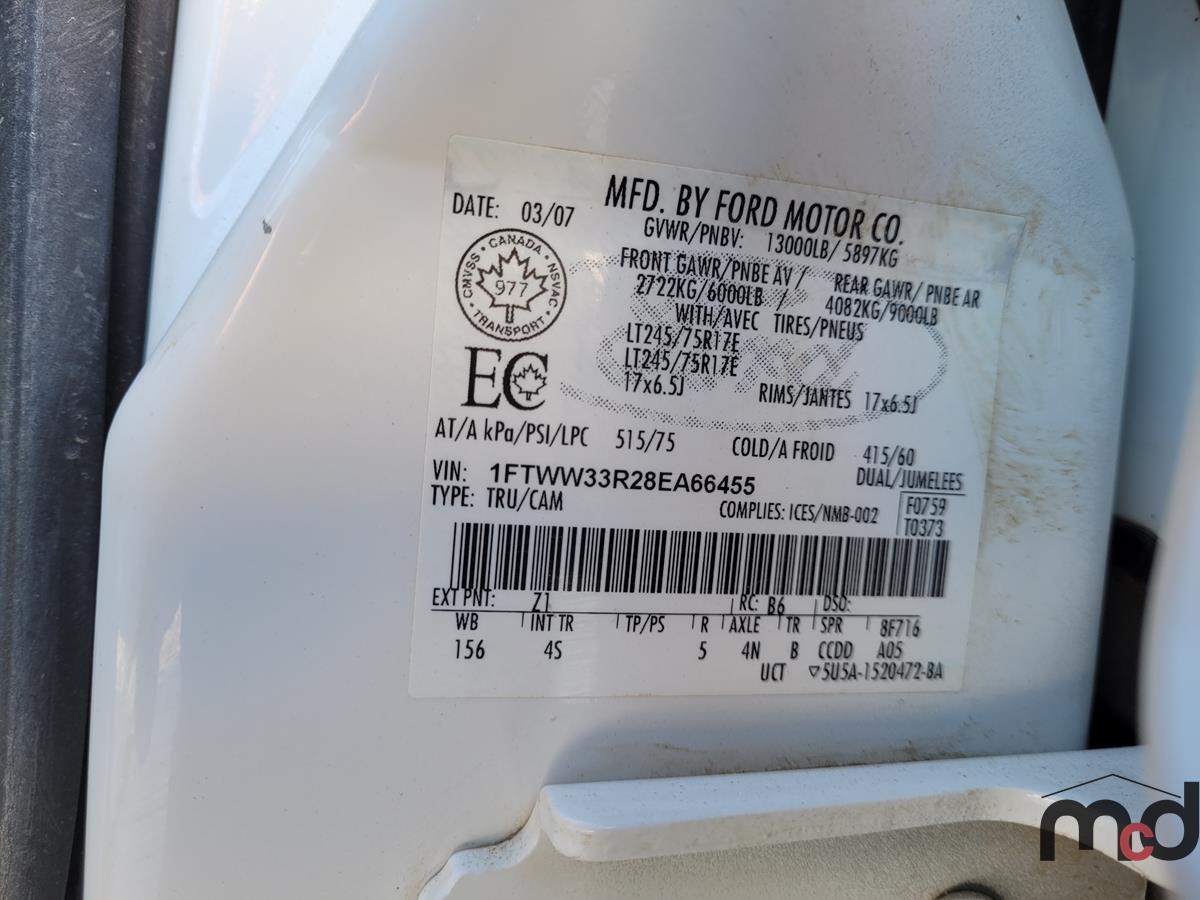 MFD. BY FORD MOTOR CO.
DATE: 03/07
GVWR/PNBV: 13000LB/ 5897KG
FRONT GAWR/PNBE AV / REAR GAWR/ PNBE AR
2722KG/6000LB / 4082KG/9000LB
WITH/AVEC TIRES/PNEUS
LT245/75R17E
LT245/75R17E
17x6.5J RIMS/JANTES 17x6.5J
CMVSS · CANADA · NSVAC
977
· TRANSPORT ·
EC
AT/A kPa/PSI/LPC 515/75 COLD/A FROID 415/60
DUAL/JUMELEES
VIN: 1FTWW33R28EA66455
TYPE: TRU/CAM COMPLIES: ICES/NMB-002 F0759
T0373
EXT PNT: Z1 RC: B6 DSO:
WB INT TR TP/PS R AXLE TR SPR 8F716
156 4S 5 4N B CCDD A05
UCT ▽5U5A-1520472-BA
mcd